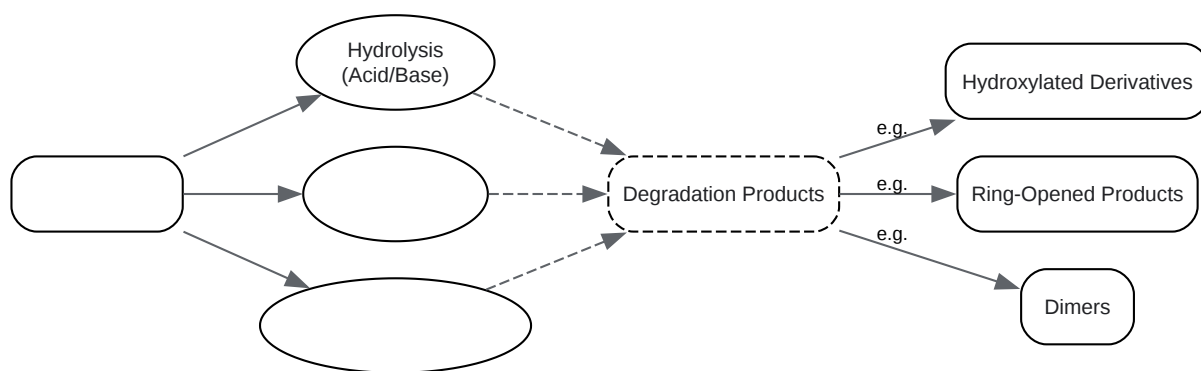 Hydrolysis
(Acid/Base)
Hydroxylated Derivatives
e.g.
Degradation Products
e.g.
Ring-Opened Products
e.g.
Dimers